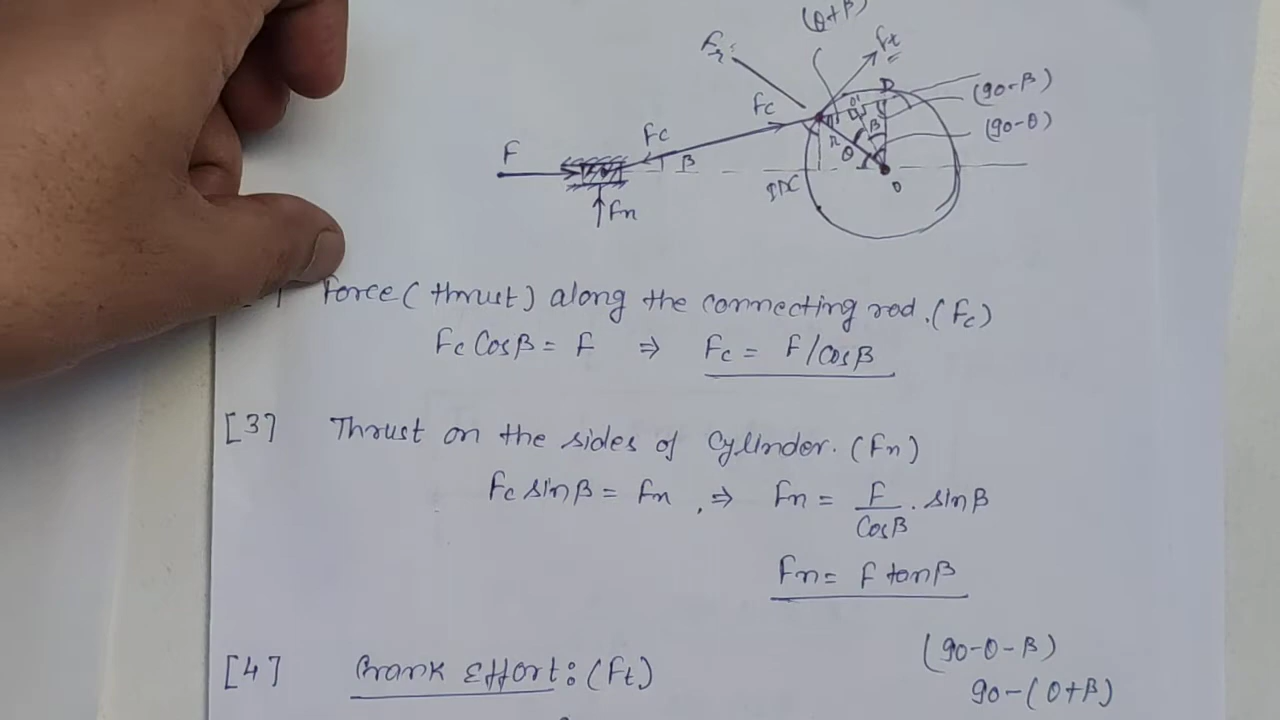 (θ+β)
Fr
Ft
Fc
D
(90-β)
(90-θ)
Fc
β
r
θ
β
F
IDC
O
Fn
Force (thrust) along the connecting rod. (Fc)
Fc Cosβ = F ⇒ Fc = F/cosβ
[3] Thrust on the sides of cylinder. (Fn)
Fc sinβ = Fn, ⇒ Fn = F/Cosβ . sinβ
Fn = F tanβ
(90-θ-β)
[4] Crank Effort: (Ft)
90-(θ+β)